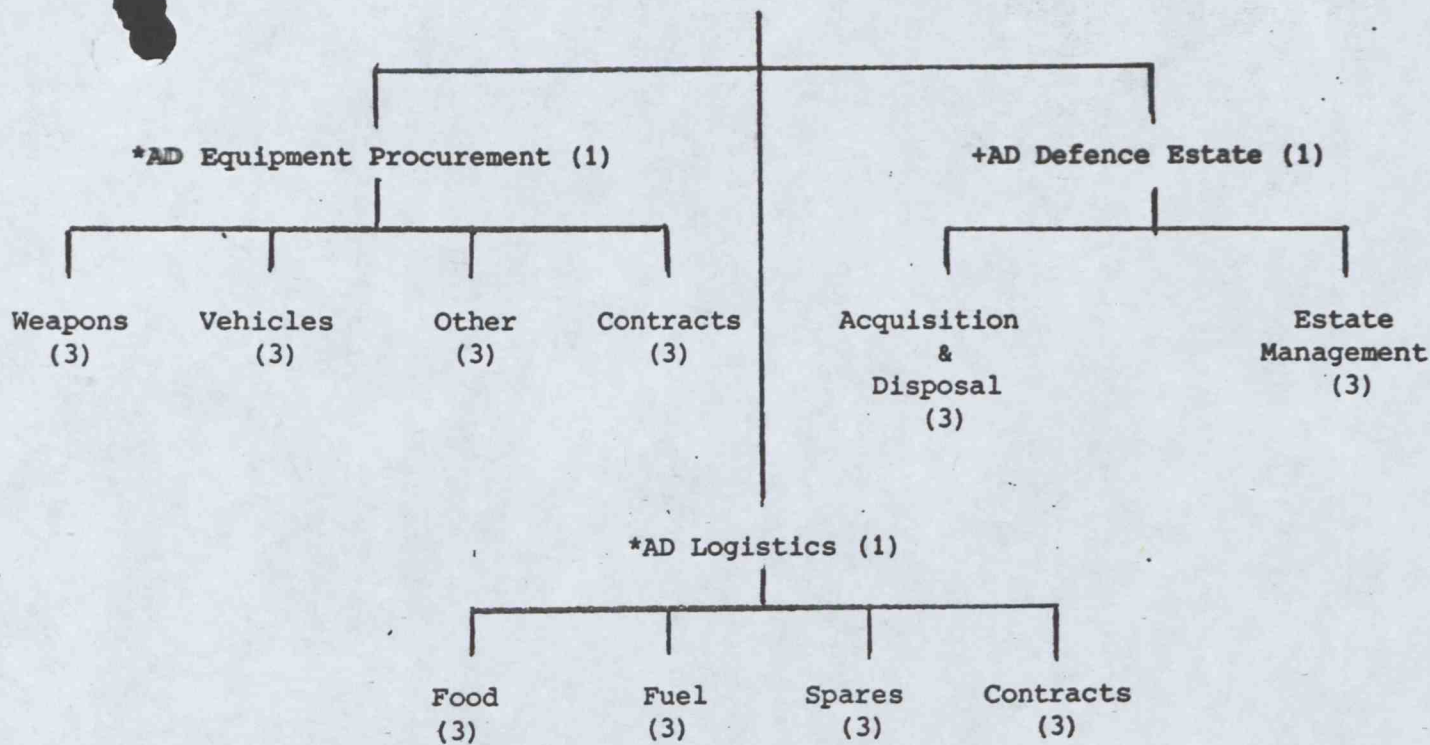 *AD Equipment Procurement (1)
+AD Defence Estate (1)
Weapons
(3)
Vehicles
(3)
Other
(3)
Contracts
(3)
Acquisition
&
Disposal
(3)
Estate
Management
(3)
*AD Logistics (1)
Food
(3)
Fuel
(3)
Spares
(3)
Contracts
(3)